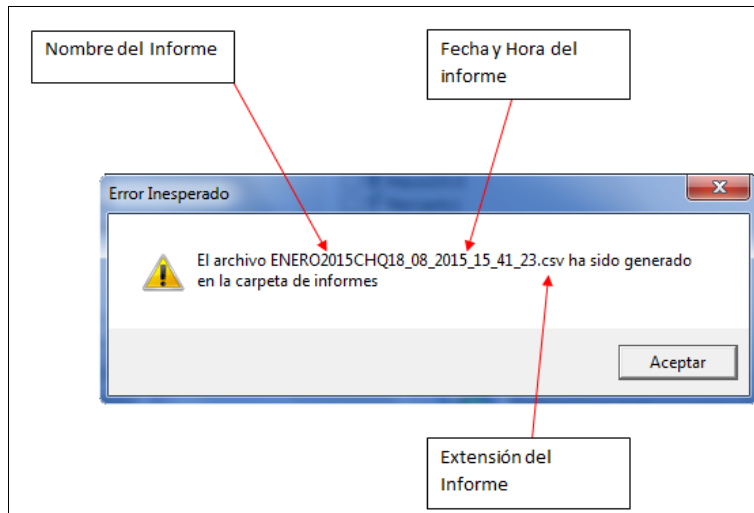 Nombre del Informe
Fecha y Hora del
informe
Error Inesperado
El archivo ENERO2015CHQ18_08_2015_15_41_23.csv ha sido generado
en la carpeta de informes
Aceptar
Extensión del
Informe